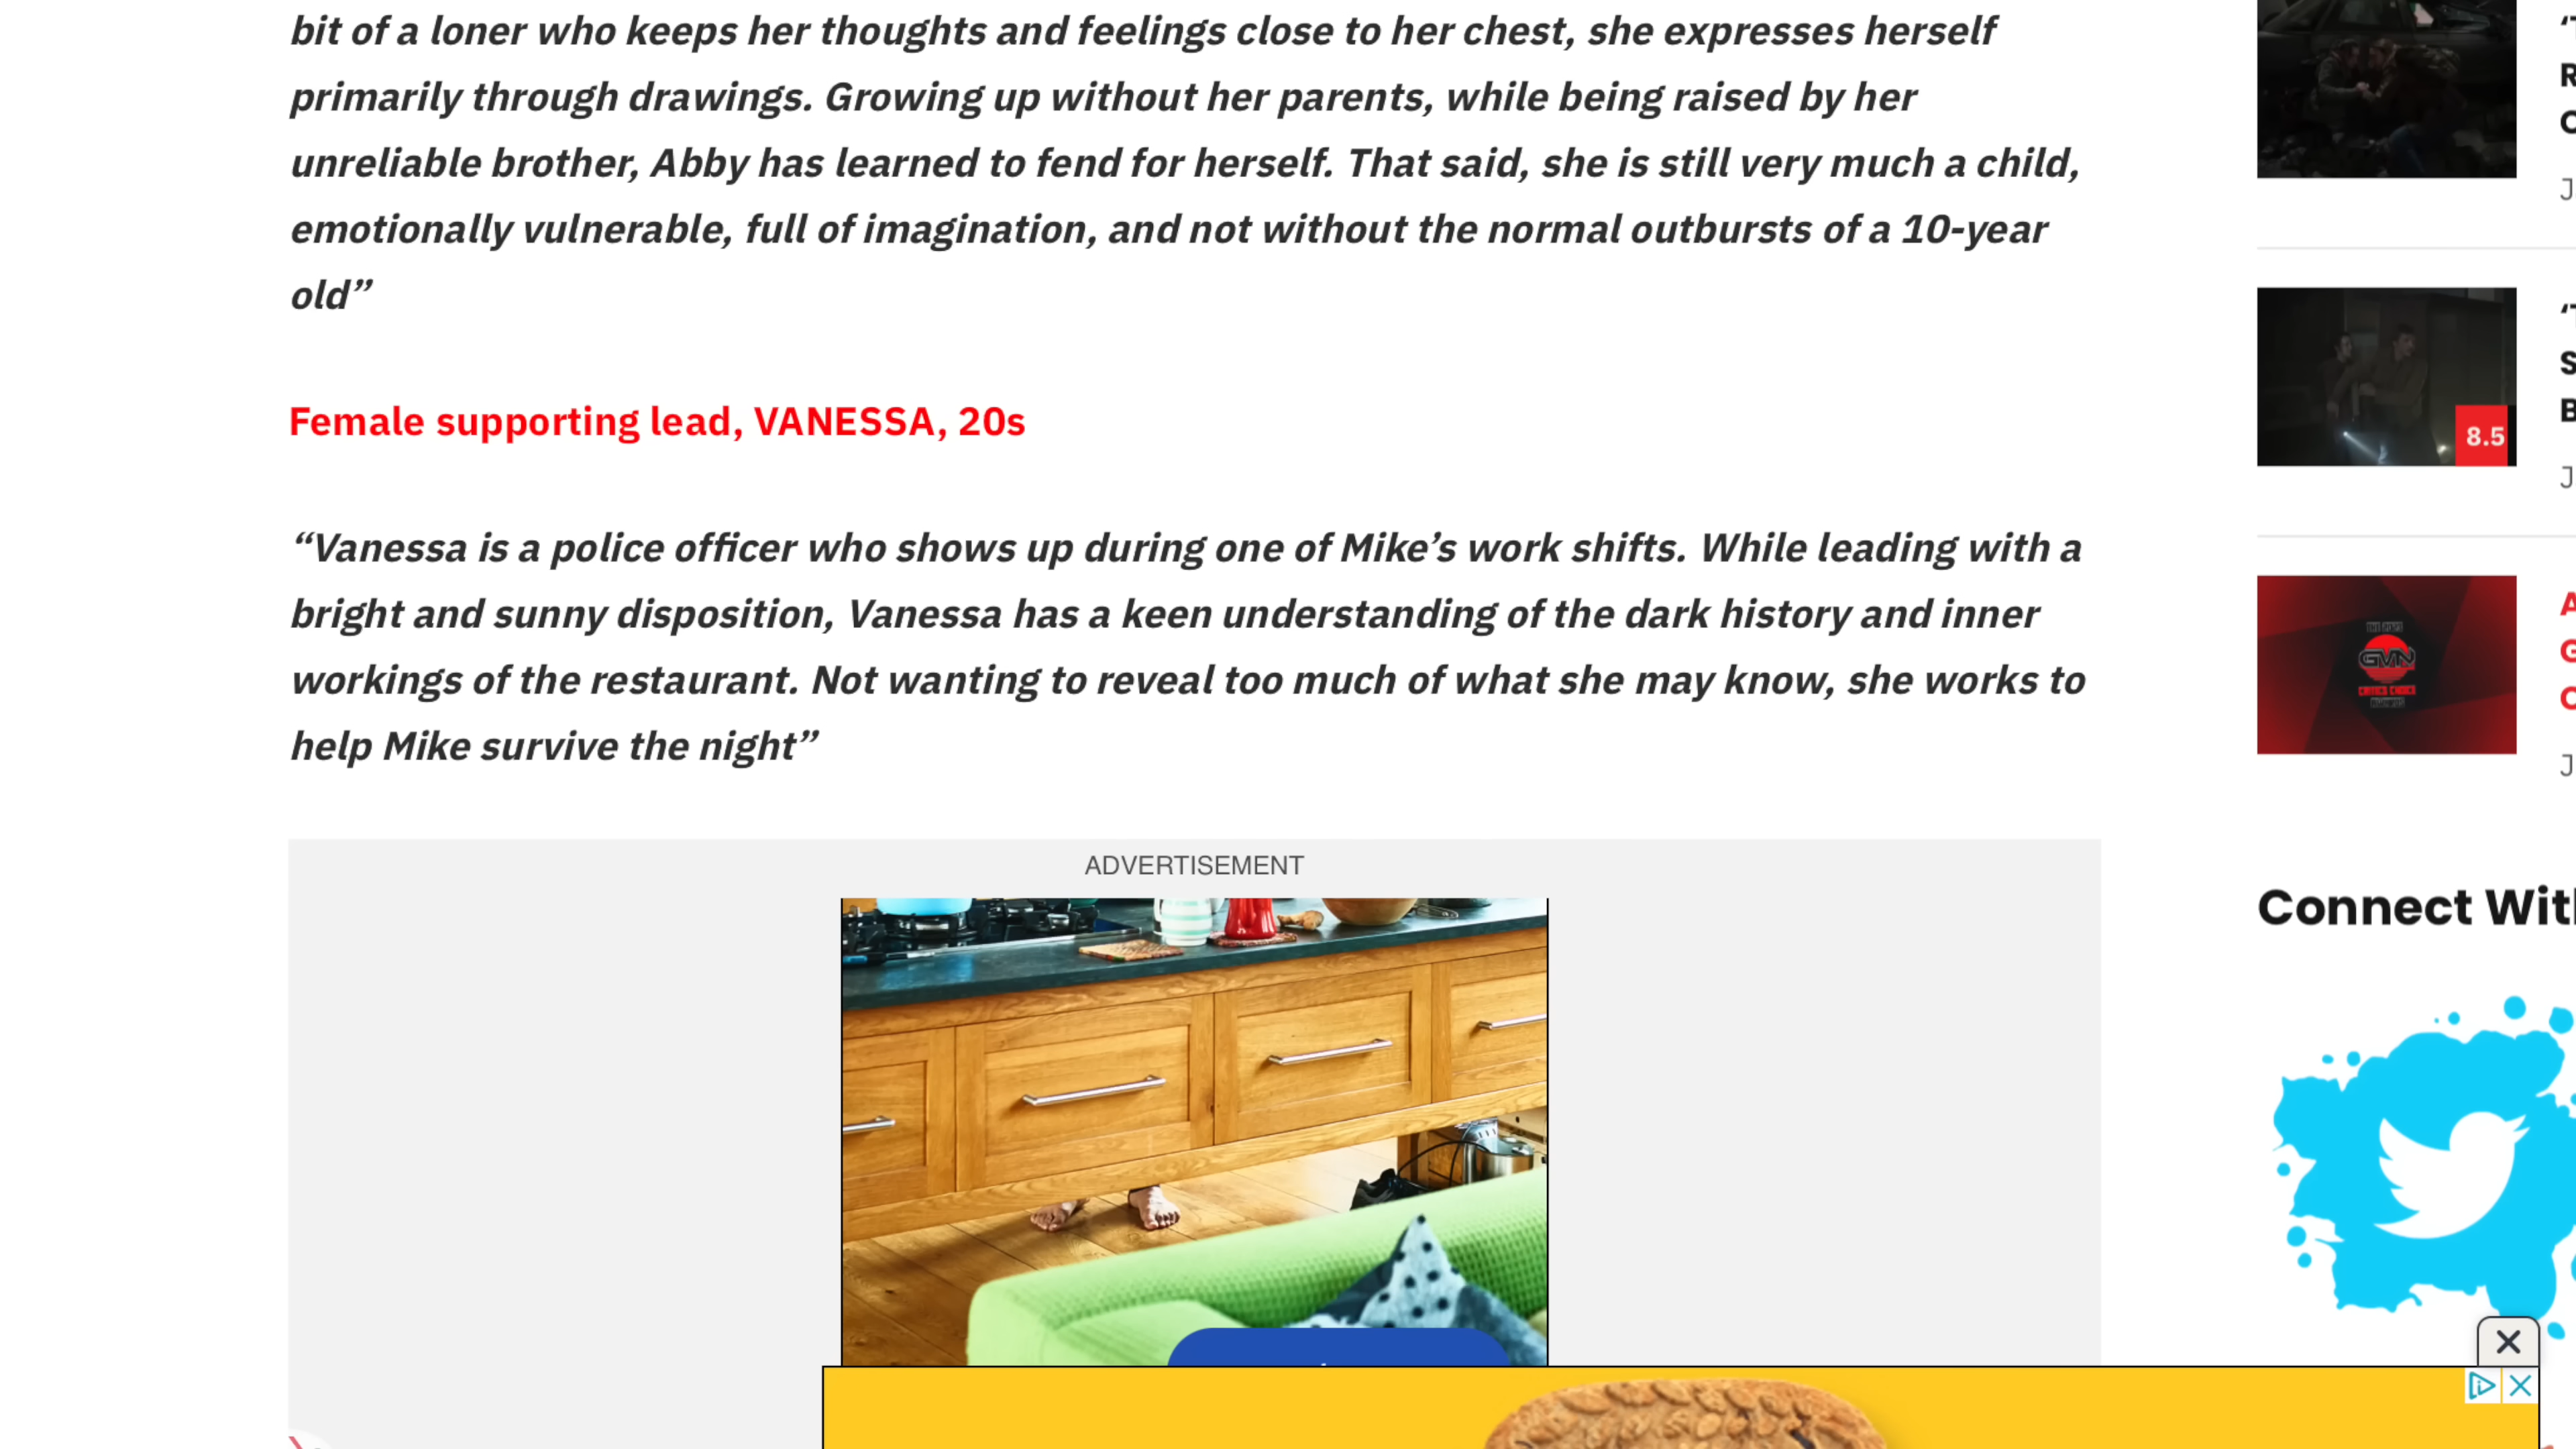 bit of a loner who keeps her thoughts and feelings close to her chest, she expresses herself
primarily through drawings. Growing up without her parents, while being raised by her
unreliable brother, Abby has learned to fend for herself. That said, she is still very much a child,
emotionally vulnerable, full of imagination, and not without the normal outbursts of a 10-year
old”
Female supporting lead, VANESSA, 20s
“Vanessa is a police officer who shows up during one of Mike’s work shifts. While leading with a
bright and sunny disposition, Vanessa has a keen understanding of the dark history and inner
workings of the restaurant. Not wanting to reveal too much of what she may know, she works to
help Mike survive the night”
ADVERTISEMENT
8.5
GVN
CRITICS CHOICE
Connect